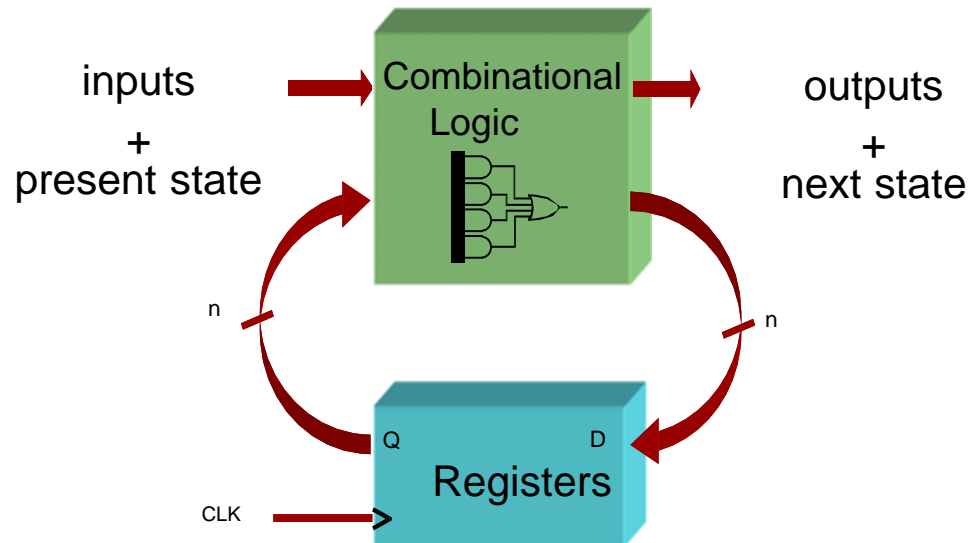 inputs
+
present state
Combinational
Logic
outputs
+
next state
n
n
Q
D
Registers
CLK